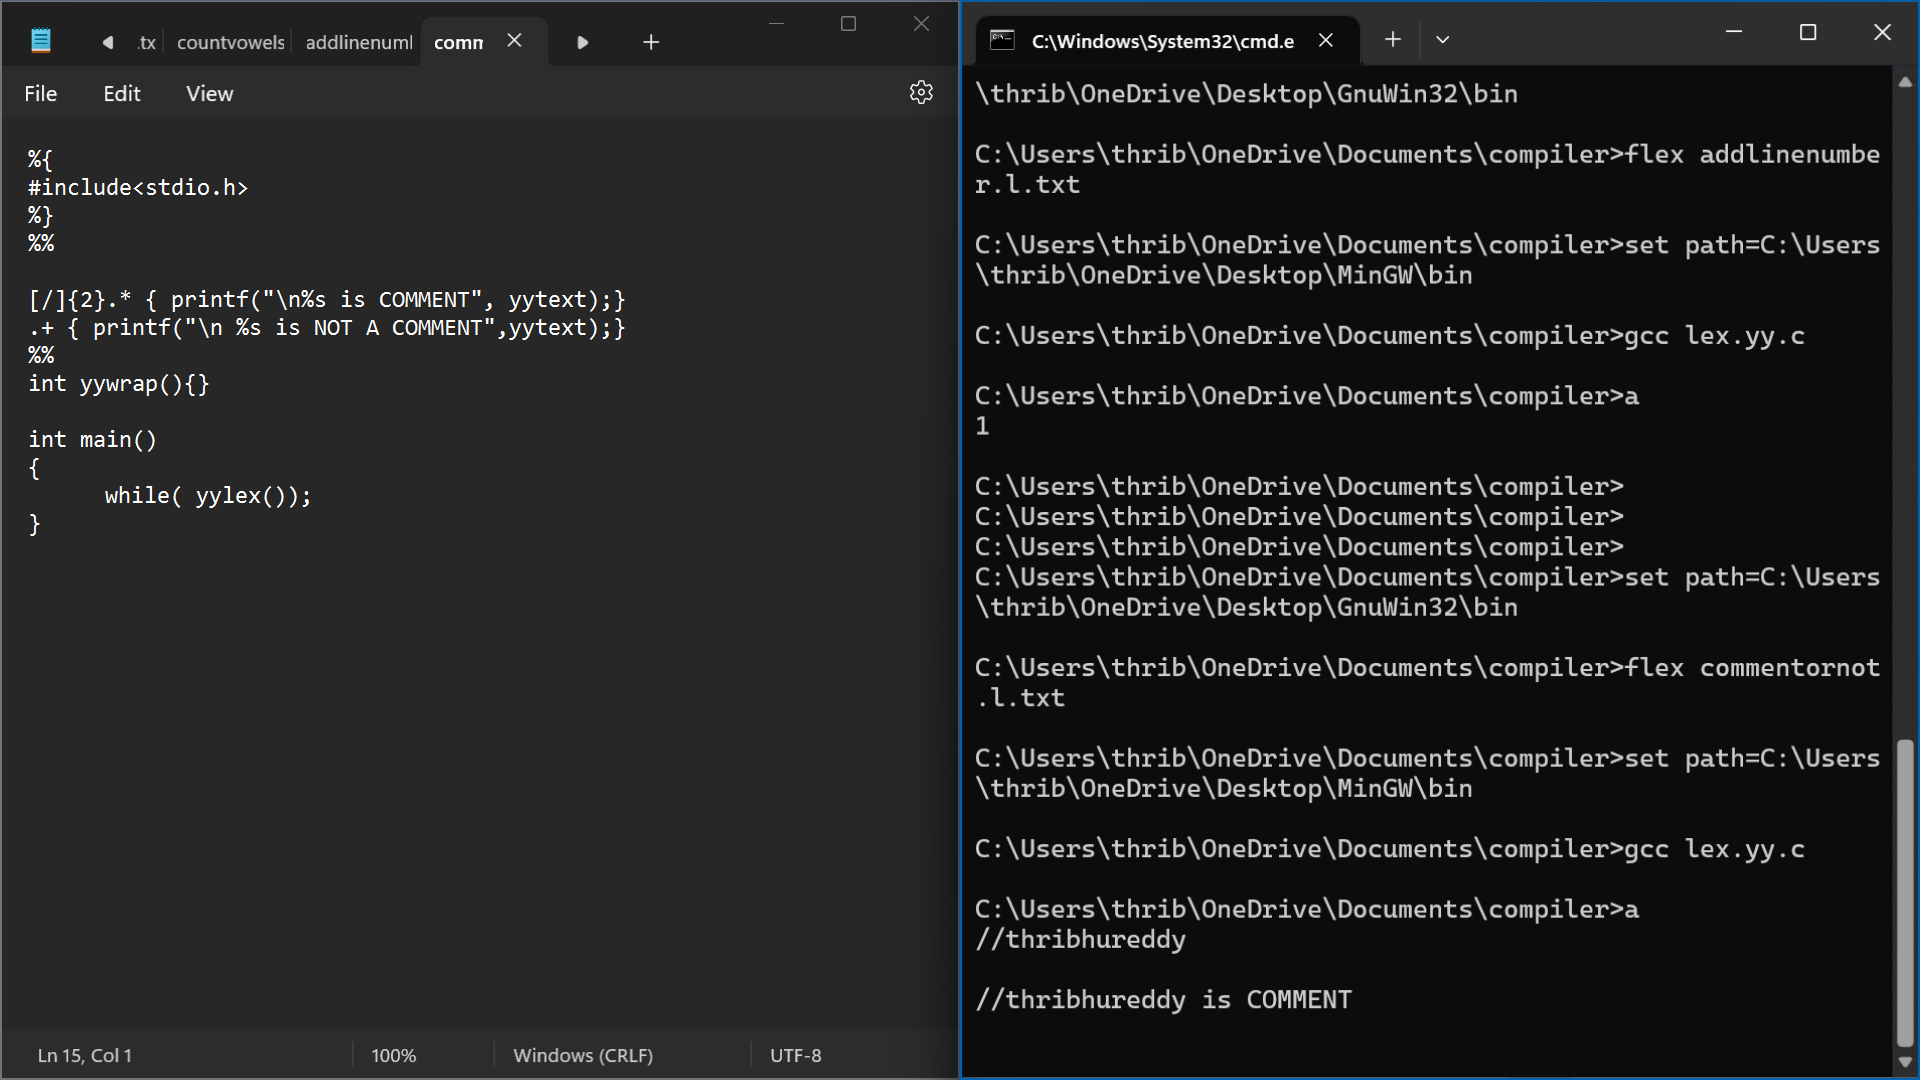 .tx countvowels addlinenuml comm
File Edit View
%{
#include<stdio.h>
%}
%%
[/]{2}.* { printf("\n%s is COMMENT", yytext);}
.+ { printf("\n %s is NOT A COMMENT",yytext);}
%%
int yywrap(){}
int main()
{
while( yylex());
}
Ln 15, Col 1 100% Windows (CRLF) UTF-8
C:\Windows\System32\cmd.e
\thrib\OneDrive\Desktop\GnuWin32\bin
C:\Users\thrib\OneDrive\Documents\compiler>flex addlinenumbe
r.l.txt
C:\Users\thrib\OneDrive\Documents\compiler>set path=C:\Users
\thrib\OneDrive\Desktop\MinGW\bin
C:\Users\thrib\OneDrive\Documents\compiler>gcc lex.yy.c
C:\Users\thrib\OneDrive\Documents\compiler>a
1
C:\Users\thrib\OneDrive\Documents\compiler>
C:\Users\thrib\OneDrive\Documents\compiler>
C:\Users\thrib\OneDrive\Documents\compiler>
C:\Users\thrib\OneDrive\Documents\compiler>set path=C:\Users
\thrib\OneDrive\Desktop\GnuWin32\bin
C:\Users\thrib\OneDrive\Documents\compiler>flex commentornot
.l.txt
C:\Users\thrib\OneDrive\Documents\compiler>set path=C:\Users
\thrib\OneDrive\Desktop\MinGW\bin
C:\Users\thrib\OneDrive\Documents\compiler>gcc lex.yy.c
C:\Users\thrib\OneDrive\Documents\compiler>a
//thribhureddy
//thribhureddy is COMMENT